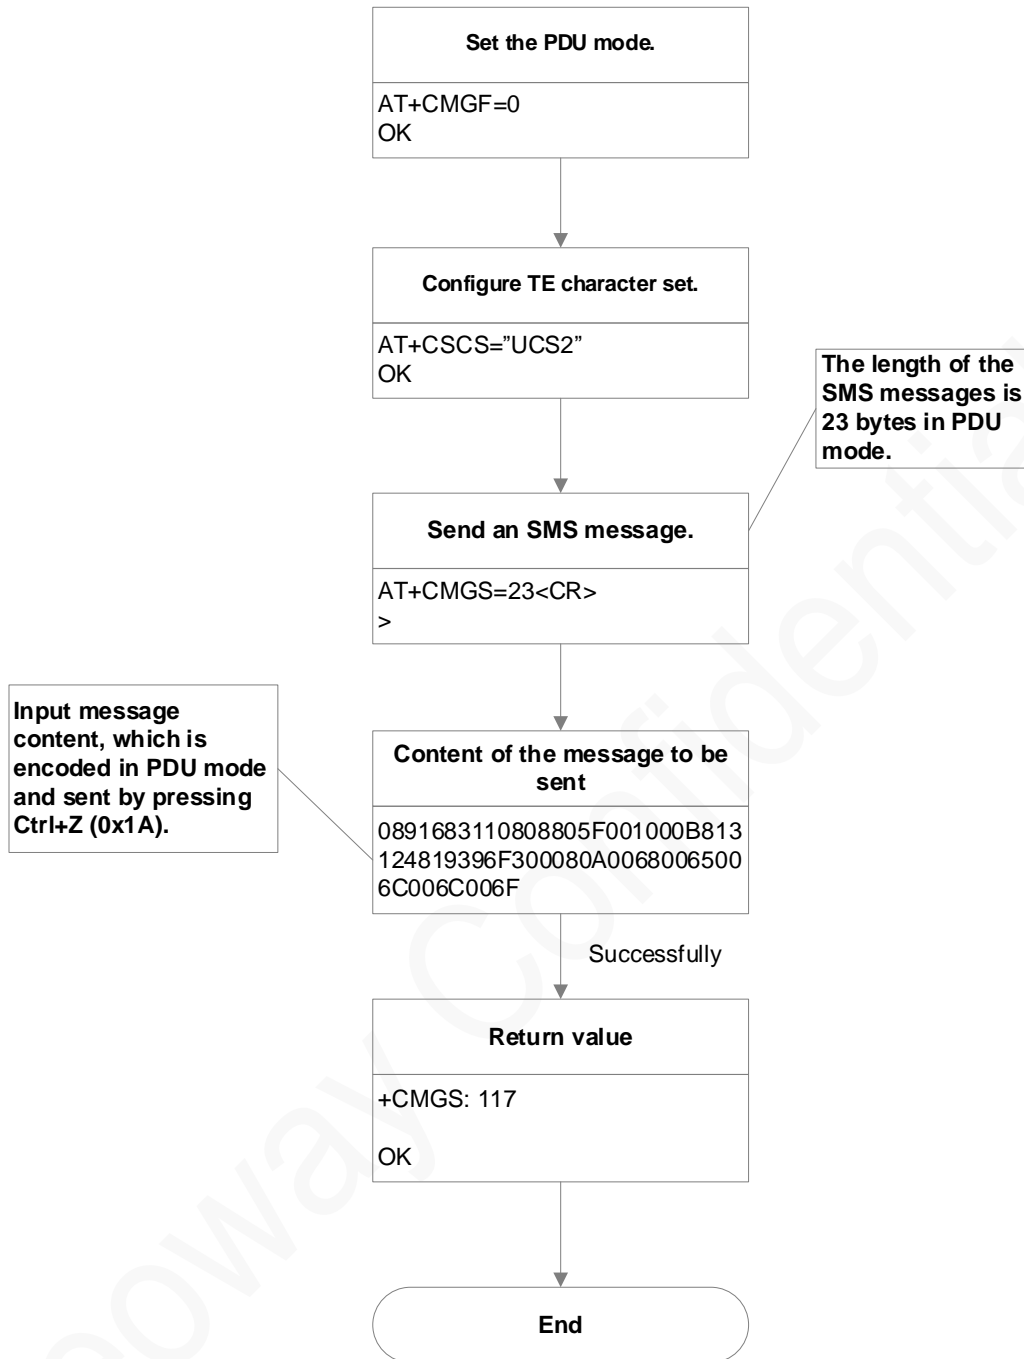 Set the PDU mode.
AT+CMGF=0
OK
Configure TE character set.
AT+CSCS=”UCS2”
OK
The length of the
SMS messages is
23 bytes in PDU
mode.
Send an SMS message.
AT+CMGS=23<CR>
>
Input message
content, which is
encoded in PDU mode
and sent by pressing
Ctrl+Z (0x1A).
Content of the message to be
sent
0891683110808805F001000B813
124819396F300080A0068006500
6C006C006F
Successfully
Return value
+CMGS: 117
OK
End